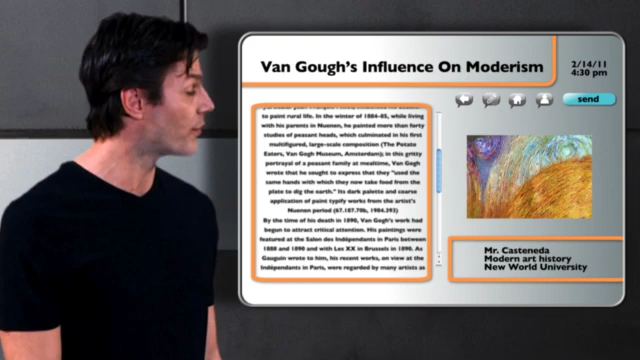 Van Gough's Influence On Moderism
2/14/11
4:30 pm
send
to paint rural life. In the winter of 1884-85, while living
with his parents in Nuenen, he painted more than forty
studies of peasant heads, which culminated in his first
multifigured, large-scale composition (The Potato
Eaters, Van Gogh Museum, Amsterdam); in this gritty
portrayal of a peasant family at mealtime, Van Gogh
wrote that he sought to express that they "used the
same hands with which they now take food from the
plate to dig the earth." Its dark palette and coarse
application of paint typify works from the artist's
Nuenen period (67.187.70b, 1984.393)
By the time of his death in 1890, Van Gogh's work had
begun to attract critical attention. His paintings were
featured at the Salon des Indépendants in Paris between
1888 and 1890 and with Les XX in Brussels in 1890. As
Gauguin wrote to him, his recent works, on view at the
Indépendants in Paris, were regarded by many artists as
Mr. Casteneda
Modern art history
New World University